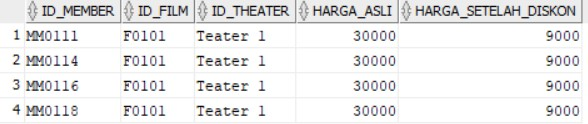 ID_MEMBER ID_FILM ID_THEATER HARGA_ASLI HARGA_SETELAH_DISKON
1 MM0111 F0101 Teater 1 30000 9000
2 MM0114 F0101 Teater 1 30000 9000
3 MM0116 F0101 Teater 1 30000 9000
4 MM0118 F0101 Teater 1 30000 9000